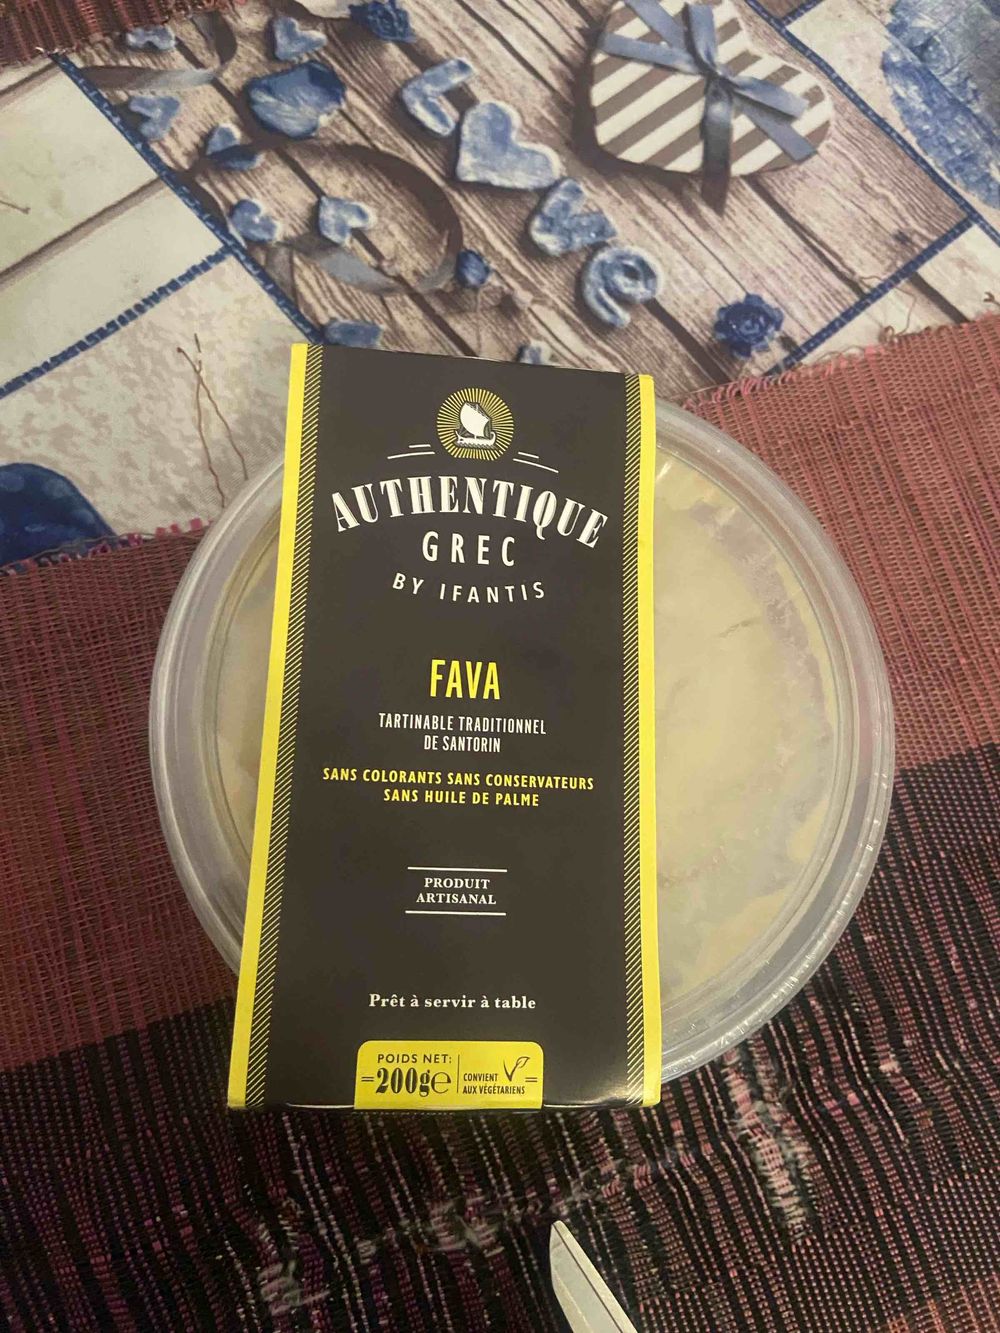 LOVE
AUTHENTIQUE
GREC
BY IFANTIS
FAVA
TARTINABLE TRADITIONNEL
DE SANTORIN
SANS COLORANTS SANS CONSERVATEURS
SANS HUILE DE PALME
PRODUIT
ARTISANAL
Prêt à servir à table
POIDS NET:
200g℮
CONVIENT
AUX VÉGÉTARIENS